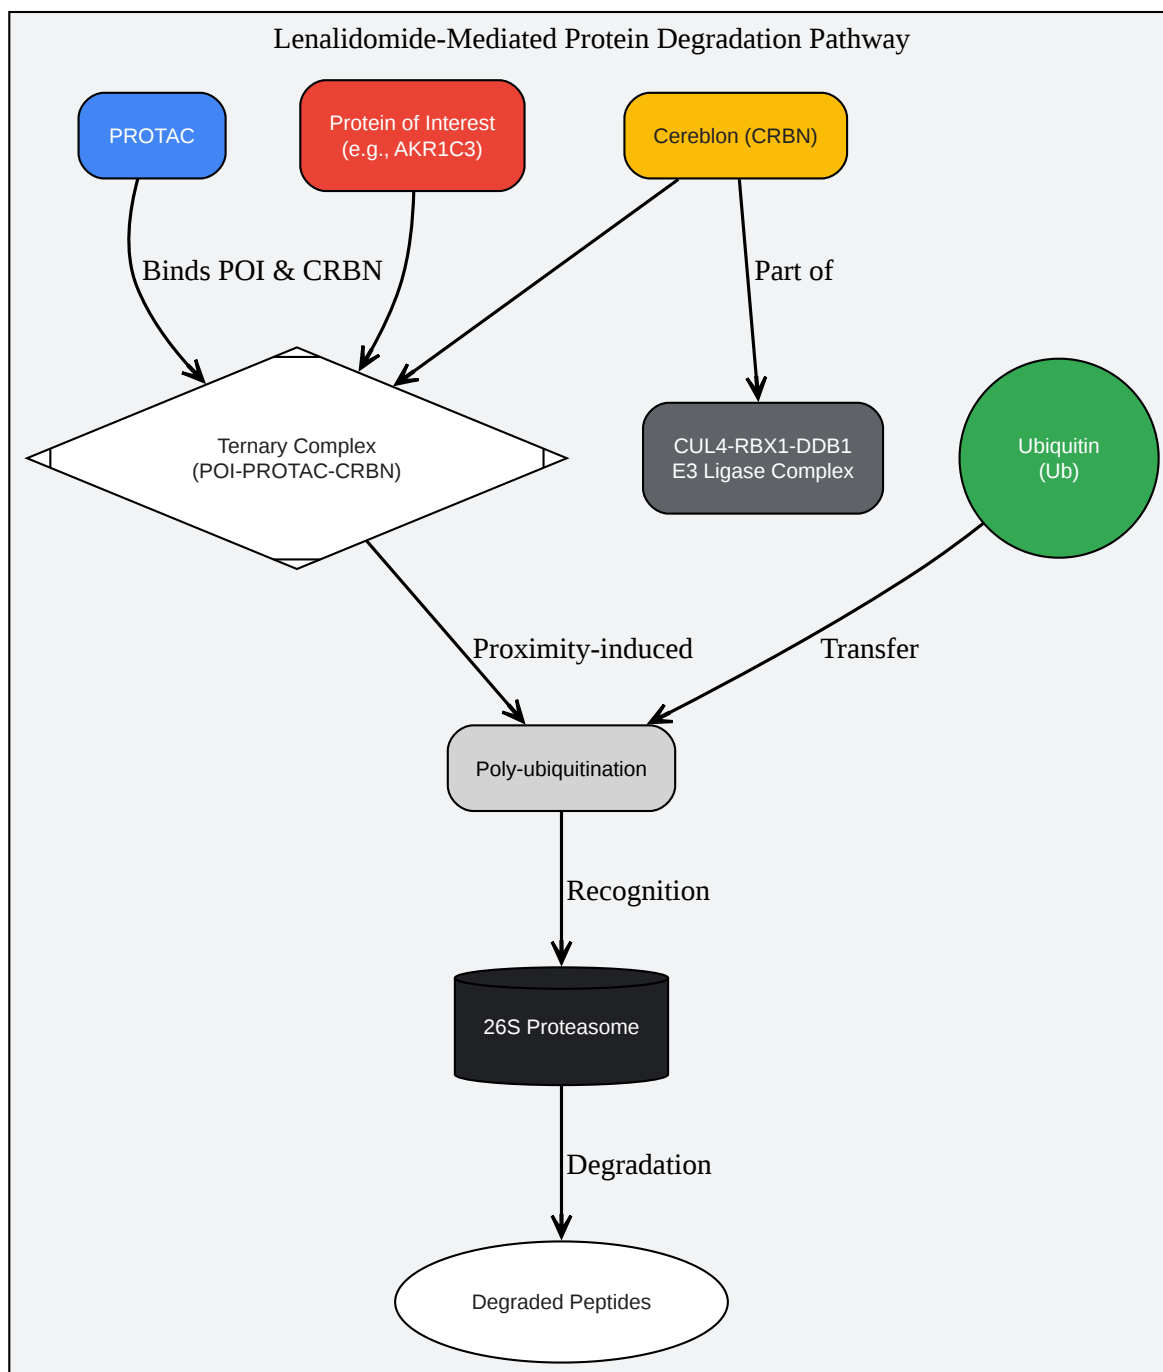 Lenalidomide-Mediated Protein Degradation Pathway
PROTAC
Protein of Interest
(e.g., AKR1C3)
Cereblon (CRBN)
Binds POI & CRBN
Part of
Ternary Complex
(POI-PROTAC-CRBN)
CUL4-RBX1-DDB1
E3 Ligase Complex
Ubiquitin
(Ub)
Proximity-induced
Transfer
Poly-ubiquitination
Recognition
26S Proteasome
Degradation
Degraded Peptides